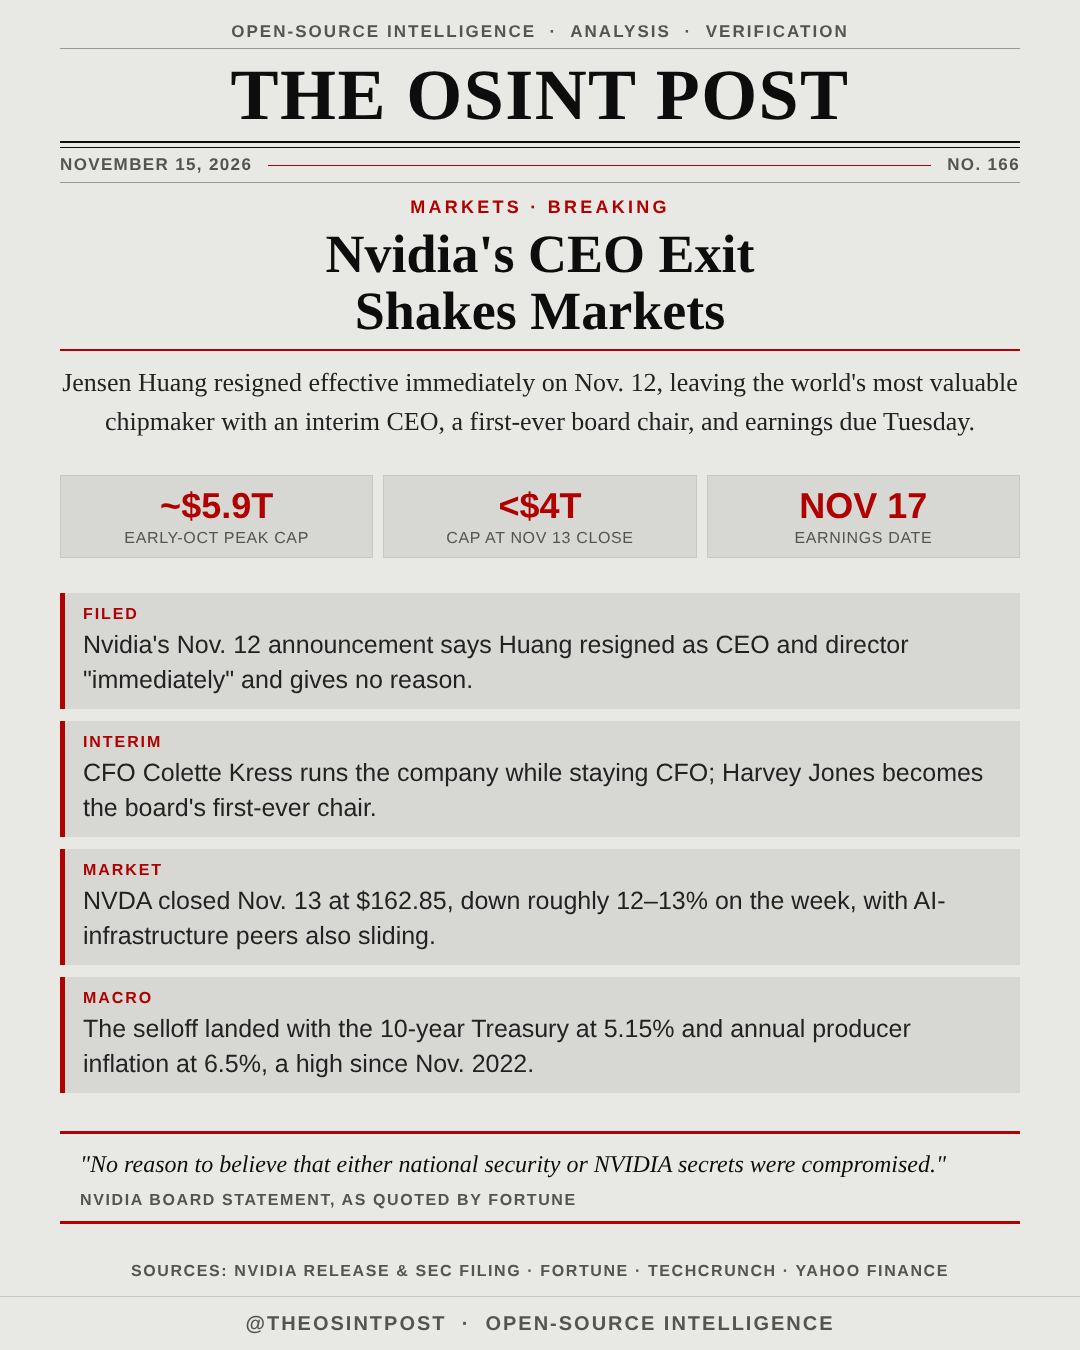 OPEN-SOURCE INTELLIGENCE · ANALYSIS · VERIFICATION
THE OSINT POST
NOVEMBER 15, 2026 NO. 166
MARKETS · BREAKING
Nvidia's CEO Exit
Shakes Markets
Jensen Huang resigned effective immediately on Nov. 12, leaving the world's most valuable
chipmaker with an interim CEO, a first-ever board chair, and earnings due Tuesday.
~$5.9T
EARLY-OCT PEAK CAP
<$4T
CAP AT NOV 13 CLOSE
NOV 17
EARNINGS DATE
FILED
Nvidia's Nov. 12 announcement says Huang resigned as CEO and director
"immediately" and gives no reason.
INTERIM
CFO Colette Kress runs the company while staying CFO; Harvey Jones becomes
the board's first-ever chair.
MARKET
NVDA closed Nov. 13 at $162.85, down roughly 12–13% on the week, with AI-
infrastructure peers also sliding.
MACRO
The selloff landed with the 10-year Treasury at 5.15% and annual producer
inflation at 6.5%, a high since Nov. 2022.
"No reason to believe that either national security or NVIDIA secrets were compromised."
NVIDIA BOARD STATEMENT, AS QUOTED BY FORTUNE
SOURCES: NVIDIA RELEASE & SEC FILING · FORTUNE · TECHCRUNCH · YAHOO FINANCE
@THEOSINTPOST · OPEN-SOURCE INTELLIGENCE